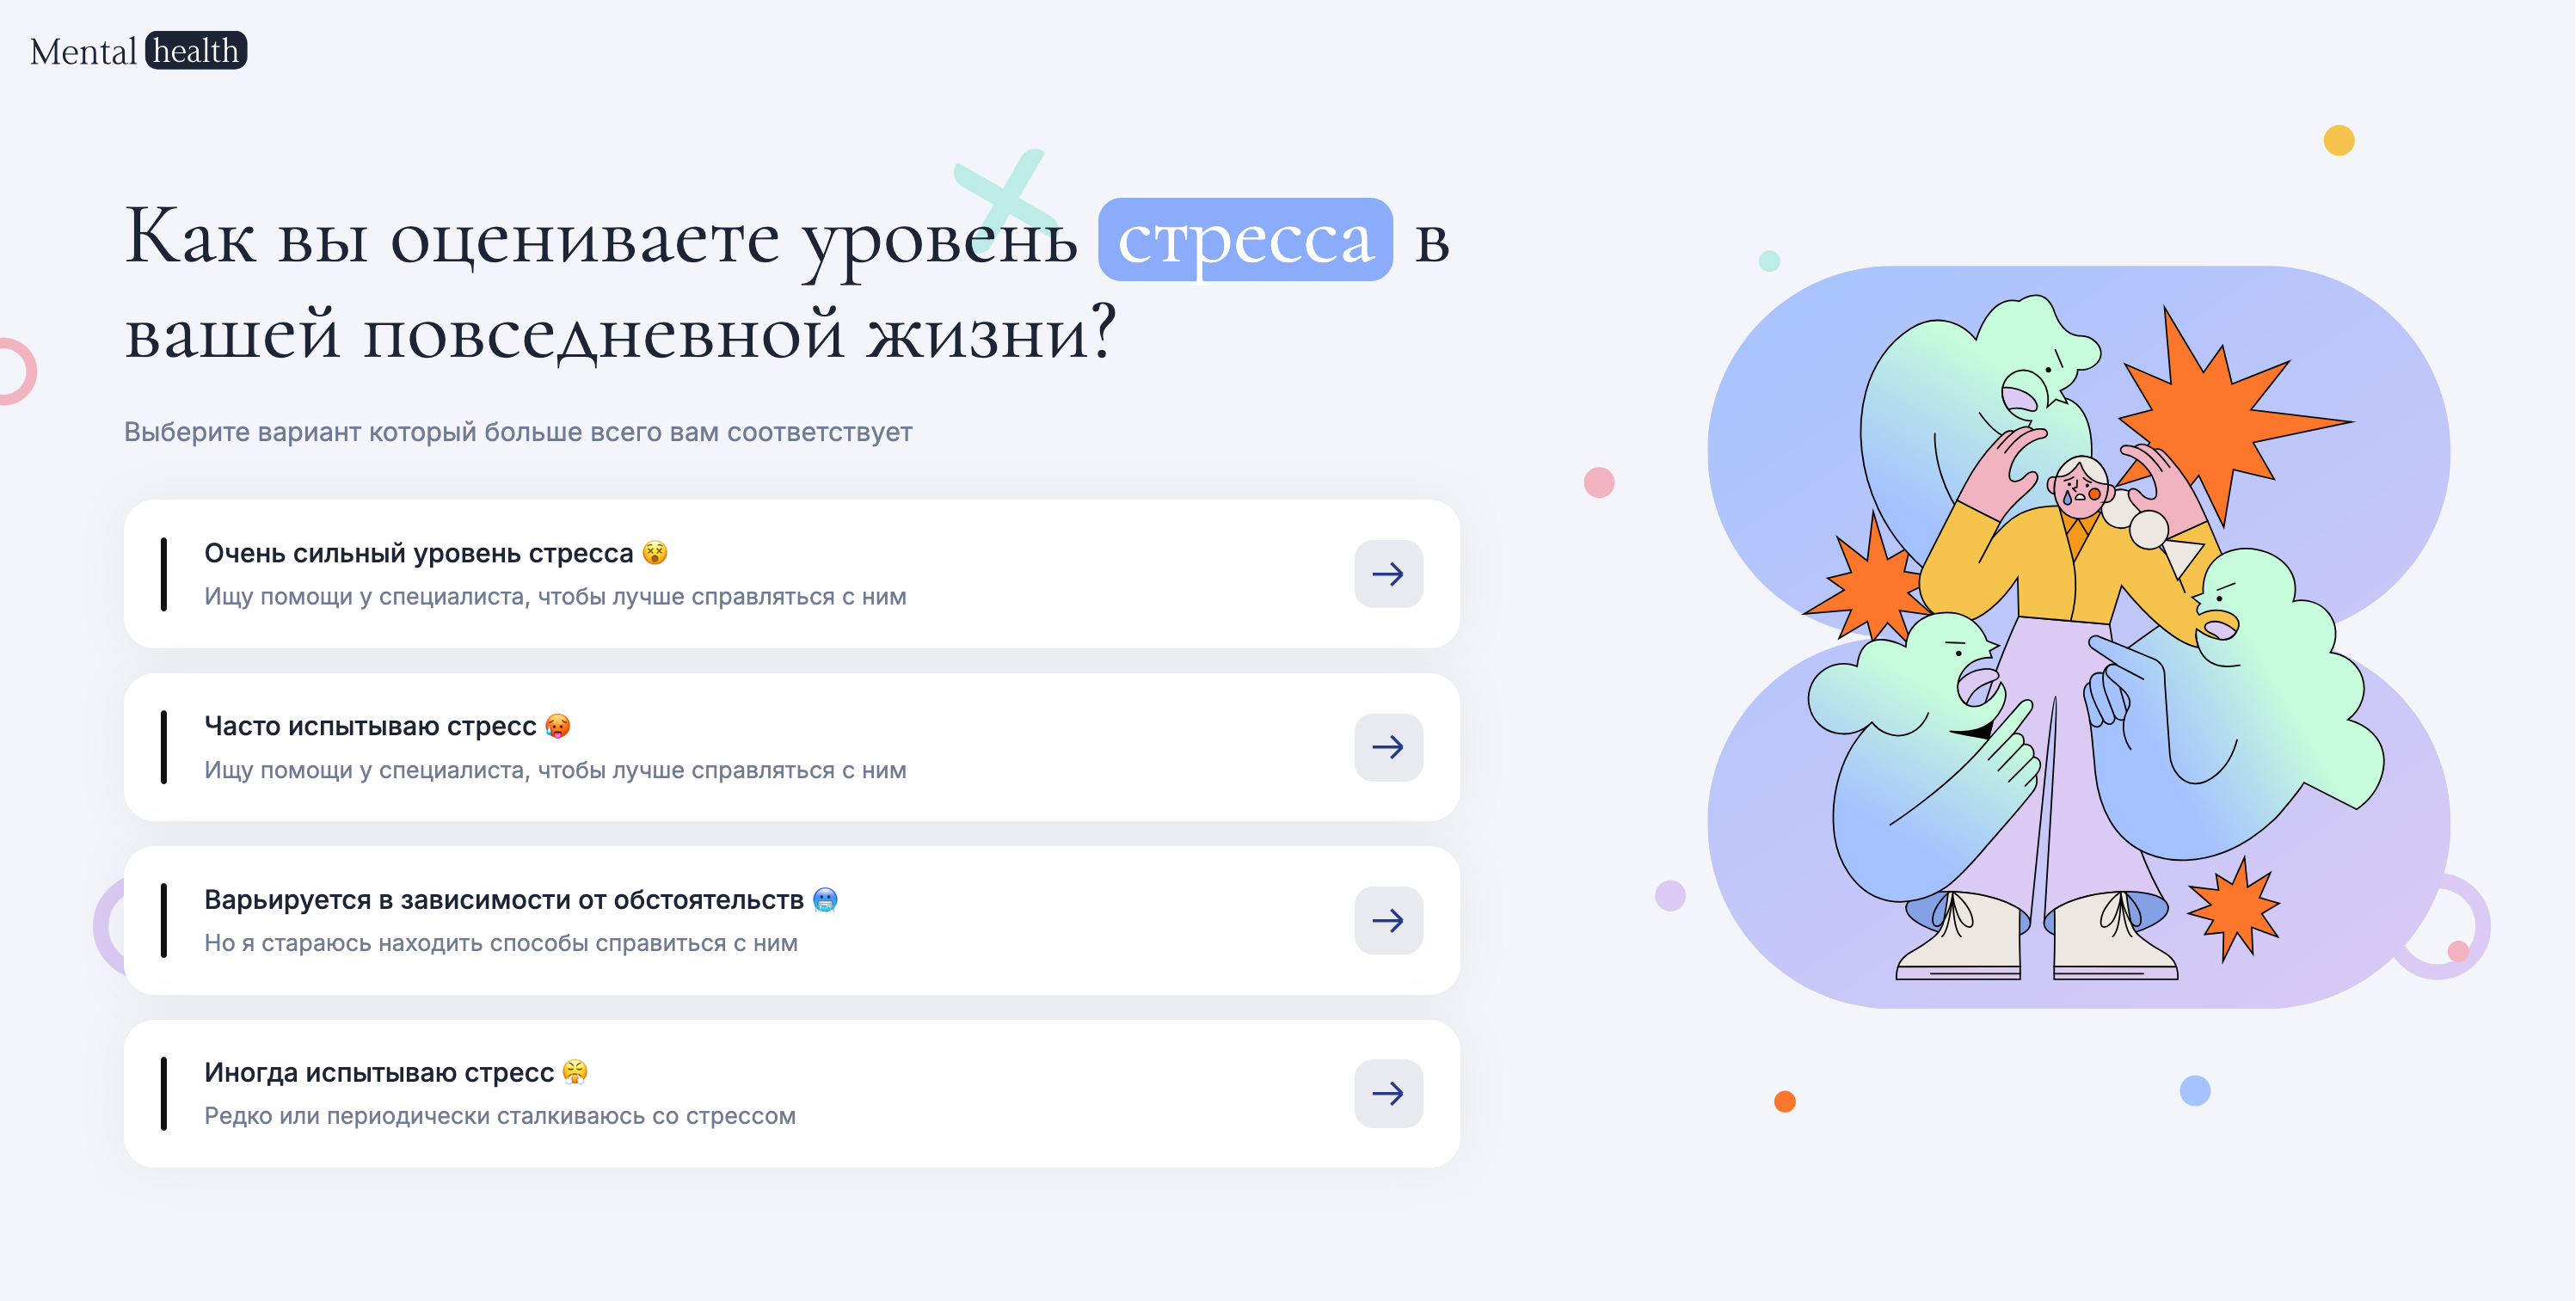 Mental health
Как вы оцениваете уровень стресса в
вашей повседневной жизни?
Выберите вариант который больше всего вам соответствует
Очень сильный уровень стресса 😵
Ищу помощи у специалиста, чтобы лучше справляться с ним
Часто испытываю стресс 🥵
Ищу помощи у специалиста, чтобы лучше справляться с ним
Варьируется в зависимости от обстоятельств 🥶
Но я стараюсь находить способы справиться с ним
Иногда испытываю стресс 😤
Редко или периодически сталкиваюсь со стрессом